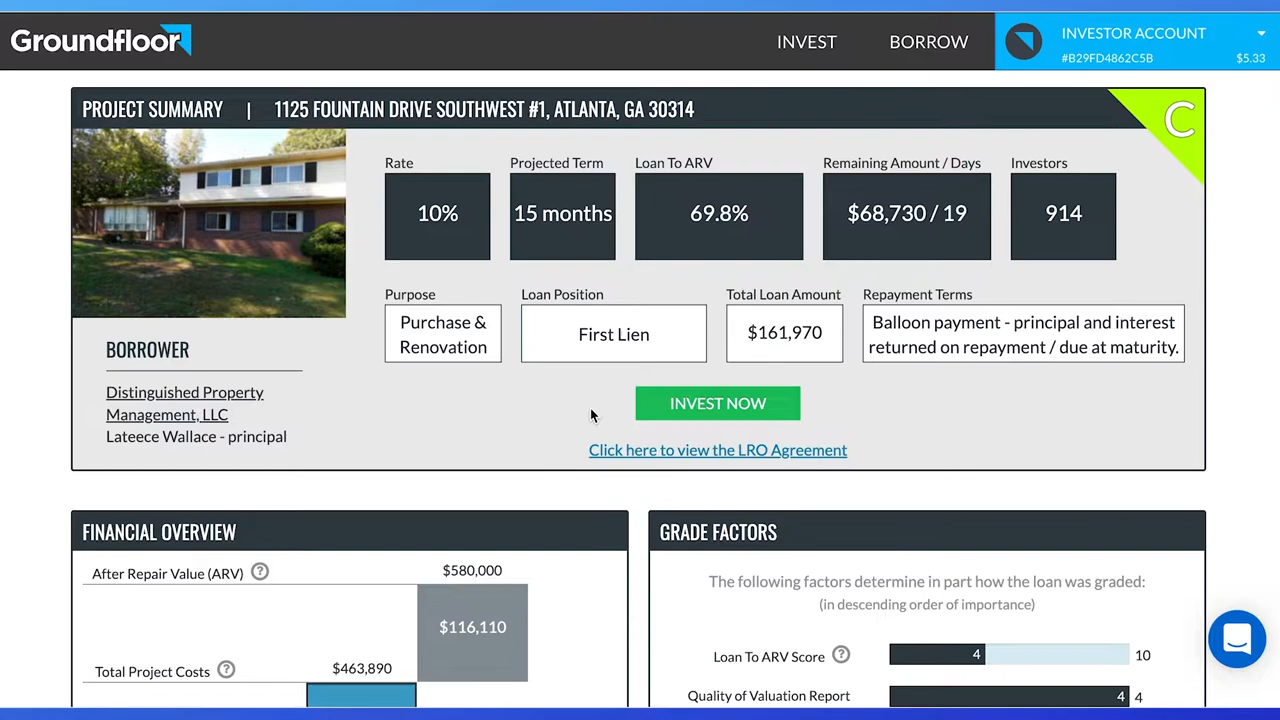 Groundfloor
INVEST
BORROW
INVESTOR ACCOUNT
#B29FD4862C5B
$5.33
PROJECT SUMMARY | 1125 FOUNTAIN DRIVE SOUTHWEST #1, ATLANTA, GA 30314
C
Rate
Projected Term
Loan To ARV
Remaining Amount / Days
Investors
10%
15 months
69.8%
$68,730 / 19
914
Purpose
Loan Position
Total Loan Amount
Repayment Terms
Purchase &
Renovation
First Lien
$161,970
Balloon payment - principal and interest
returned on repayment / due at maturity.
BORROWER
Distinguished Property
Management, LLC
Lateece Wallace - principal
INVEST NOW
Click here to view the LRO Agreement
FINANCIAL OVERVIEW
After Repair Value (ARV) ?
$580,000
$116,110
Total Project Costs ?
$463,890
GRADE FACTORS
The following factors determine in part how the loan was graded:
(in descending order of importance)
Loan To ARV Score ?
4
10
Quality of Valuation Report
4
4